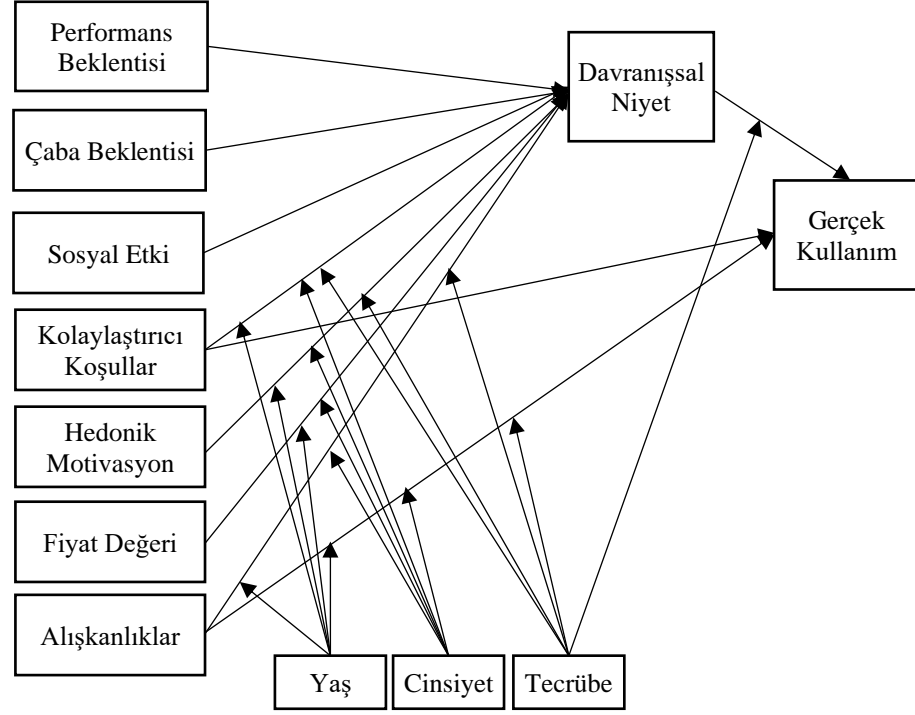 Performans
Beklentisi
Davranışsal
Niyet
Çaba Beklentisi
Gerçek
Kullanım
Sosyal Etki
Kolaylaştırıcı
Koşullar
Hedonik
Motivasyon
Fiyat Değeri
Alışkanlıklar
Yaş
Cinsiyet
Tecrübe